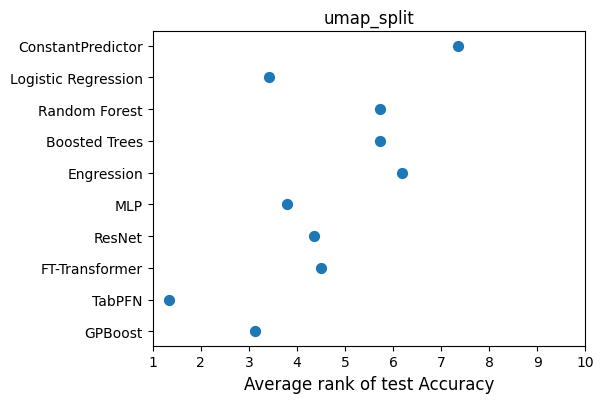 umap_split
ConstantPredictor
Logistic Regression
Random Forest
Boosted Trees
Engression
MLP
ResNet
FT-Transformer
TabPFN
GPBoost
1 2 3 4 5 6 7 8 9 10
Average rank of test Accuracy